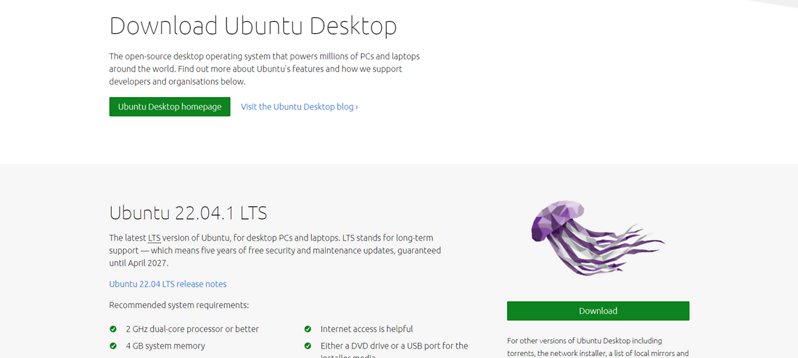 Download Ubuntu Desktop
The open-source desktop operating system that powers millions of PCs and laptops
around the world. Find out more about Ubuntu's features and how we support
developers and organisations below.
Ubuntu Desktop homepage
Visit the Ubuntu Desktop blog ›
Ubuntu 22.04.1 LTS
The latest LTS version of Ubuntu, for desktop PCs and laptops. LTS stands for long-term
support — which means five years of free security and maintenance updates, guaranteed
until April 2027.
Ubuntu 22.04 LTS release notes
Recommended system requirements:
2 GHz dual-core processor or better
4 GB system memory
Internet access is helpful
Either a DVD drive or a USB port for the
installer media
Download
For other versions of Ubuntu Desktop including
torrents, the network installer, a list of local mirrors and